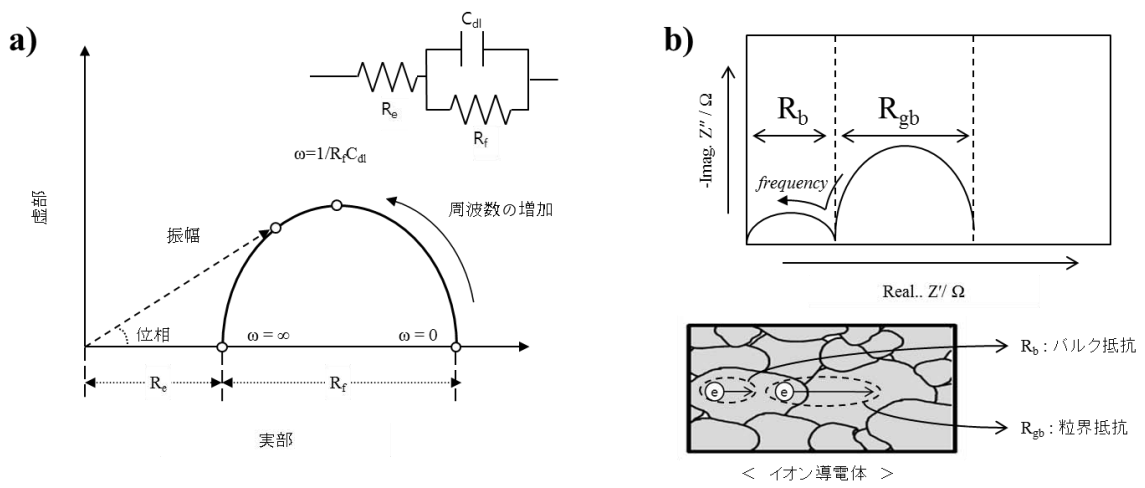 a)
C_dl
R_e
R_f
ω=1/R_fC_dl
虚部
周波数の増加
振幅
位相
ω = ∞
ω = 0
R_e
R_f
実部
b)
-Imag. Z″ / Ω
R_b
R_gb
frequency
Real.. Z′/ Ω
R_b : バルク抵抗
e
e
R_gb : 粒界抵抗
＜ イオン導電体 ＞